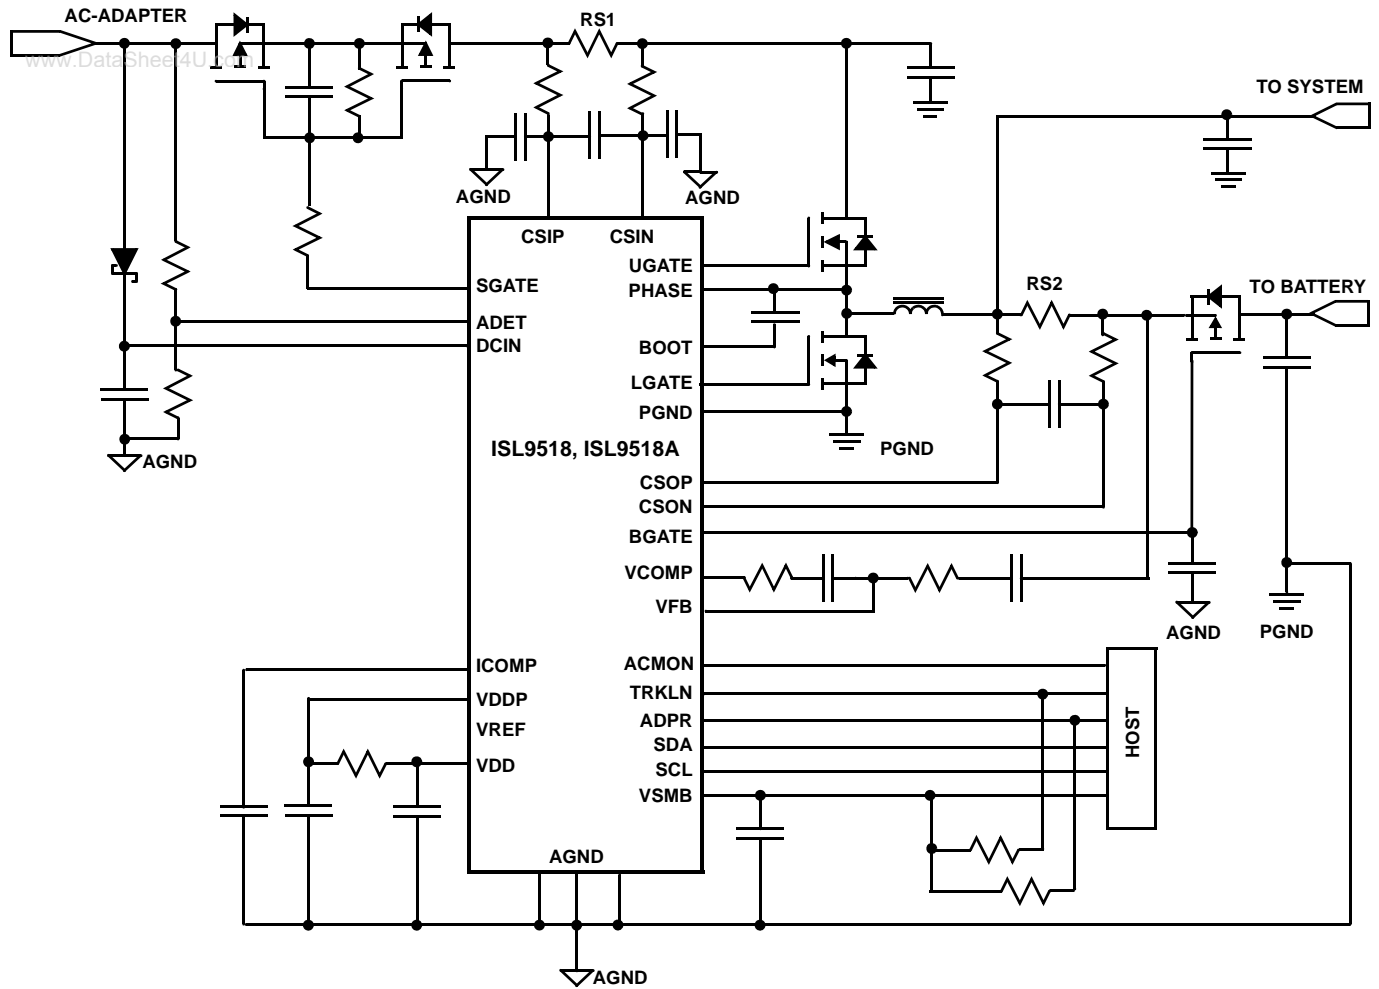 AC-ADAPTER
RS1
www.DataSheet4U.com
TO SYSTEM
AGND
AGND
CSIP
CSIN
UGATE
SGATE
PHASE
RS2
TO BATTERY
ADET
DCIN
BOOT
LGATE
PGND
ISL9518, ISL9518A
PGND
AGND
CSOP
CSON
BGATE
VCOMP
VFB
AGND
PGND
ICOMP
ACMON
VDDP
TRKLN
VREF
ADPR
HOST
SDA
VDD
SCL
VSMB
AGND
AGND